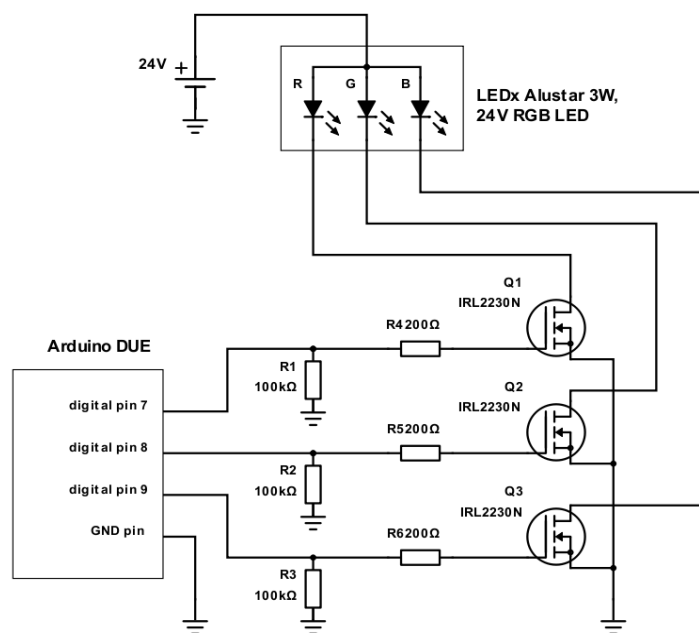 24V
+
R
G
B
LEDx Alustar 3W,
24V RGB LED
Q1
IRL2230N
R4200Ω
Arduino DUE
R1
100kΩ
digital pin 7
Q2
IRL2230N
R5200Ω
digital pin 8
R2
100kΩ
digital pin 9
Q3
IRL2230N
R6200Ω
GND pin
R3
100kΩ